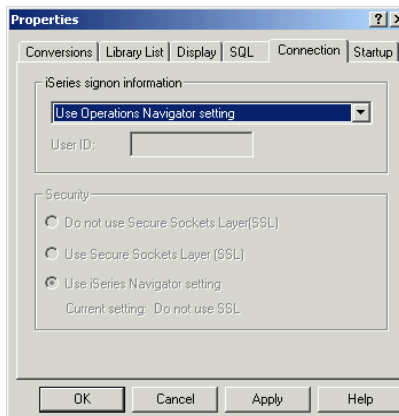 Properties
Conversions Library List Display SQL Connection Startup
iSeries signon information
Use Operations Navigator setting
User ID:
Security
Do not use Secure Sockets Layer(SSL)
Use Secure Sockets Layer (SSL)
Use iSeries Navigator setting
Current setting: Do not use SSL
OK Cancel Apply Help